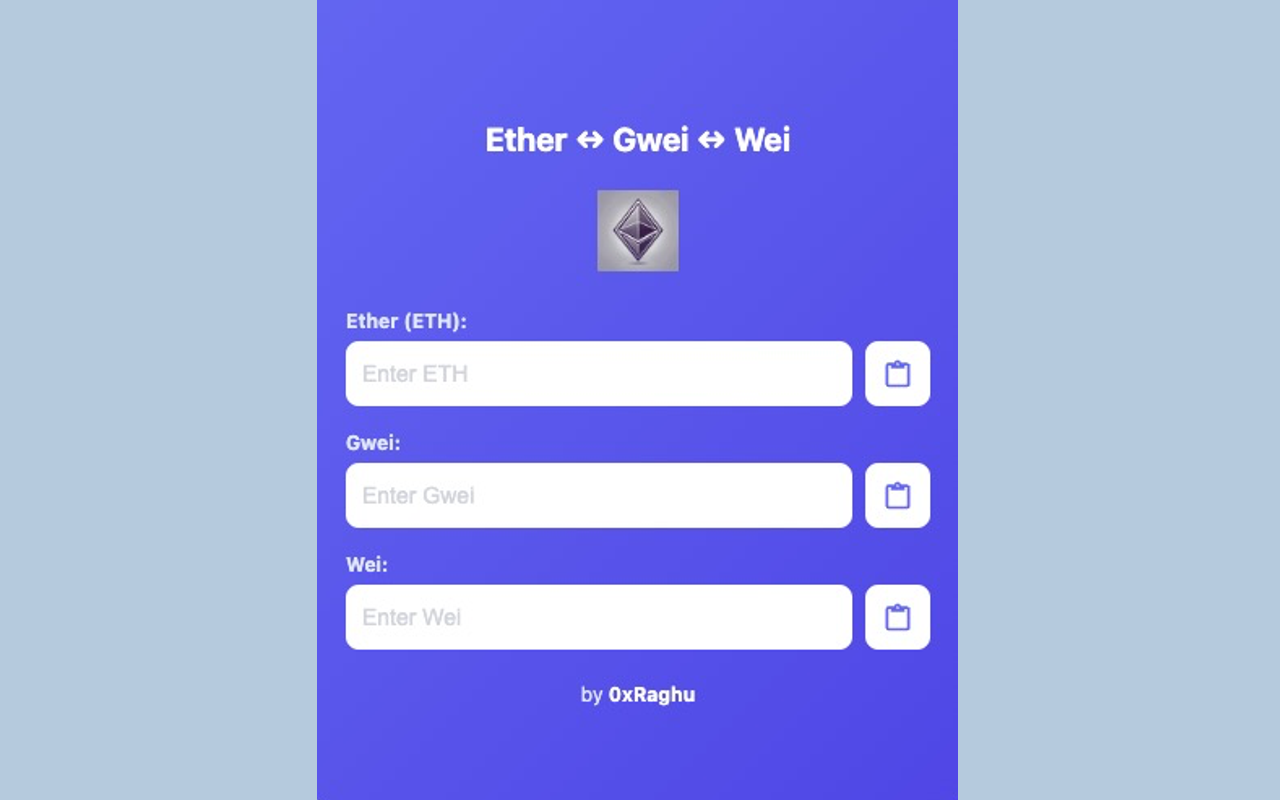 Ether ↔ Gwei ↔ Wei
Ether (ETH):
Enter ETH
Gwei:
Enter Gwei
Wei:
Enter Wei
by 0xRaghu